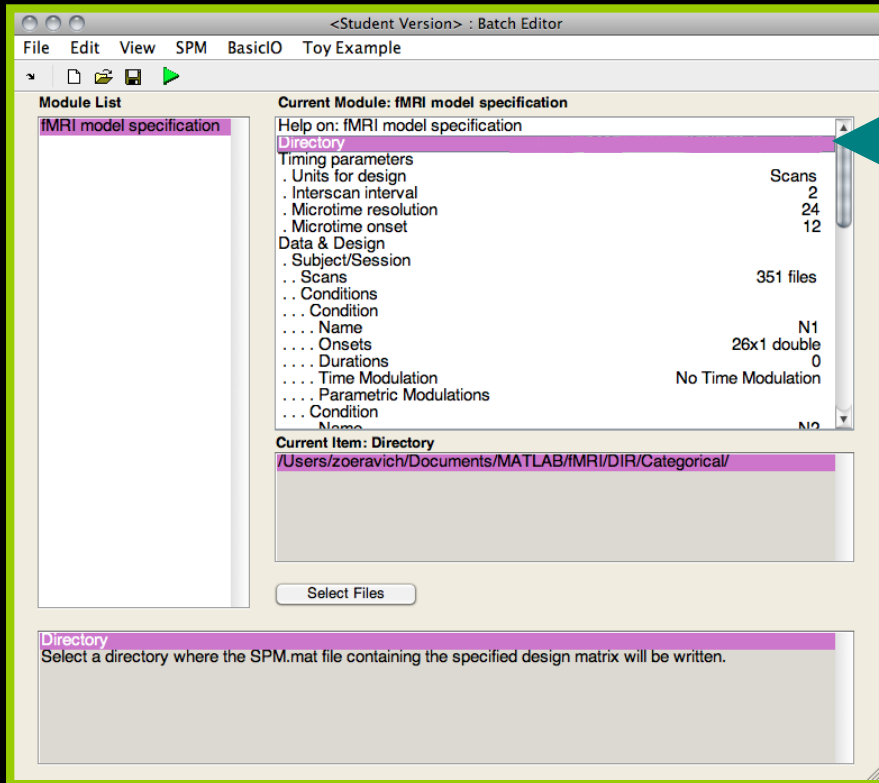 <Student Version> : Batch Editor
File Edit View SPM BasicIO Toy Example
Module List
fMRI model specification
Current Module: fMRI model specification
Help on: fMRI model specification
Directory
Timing parameters
. Units for design Scans
. Interscan interval 2
. Microtime resolution 24
. Microtime onset 12
Data & Design
. Subject/Session
. . Scans 351 files
. . Conditions
. . . Condition
. . . . Name N1
. . . . Onsets 26x1 double
. . . . Durations 0
. . . . Time Modulation No Time Modulation
. . . . Parametric Modulations
. . . Condition
. . . . Name N2
Current Item: Directory
/Users/zoeravich/Documents/MATLAB/fMRI/DIR/Categorical/
Select Files
Directory
Select a directory where the SPM.mat file containing the specified design matrix will be written.